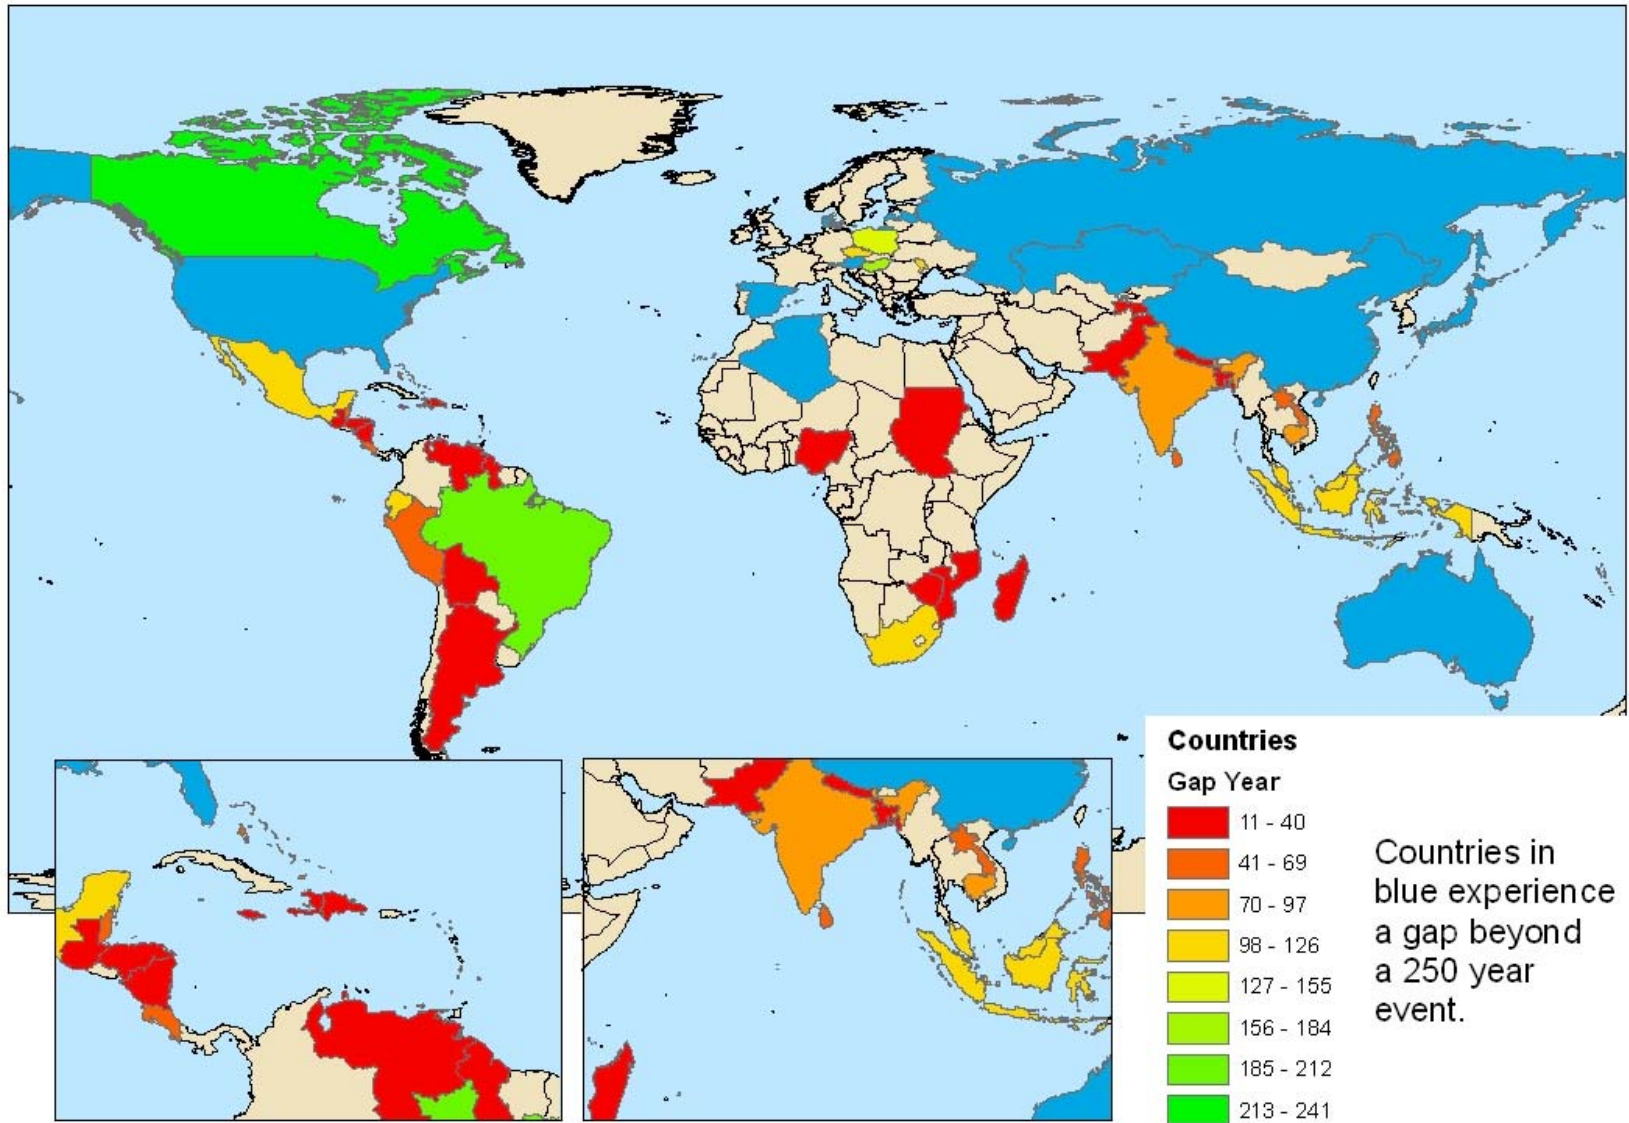 Countries
Gap Year
11 - 40
41 - 69
70 - 97
98 - 126
127 - 155
156 - 184
185 - 212
213 - 241
Countries in
blue experience
a gap beyond
a 250 year
event.